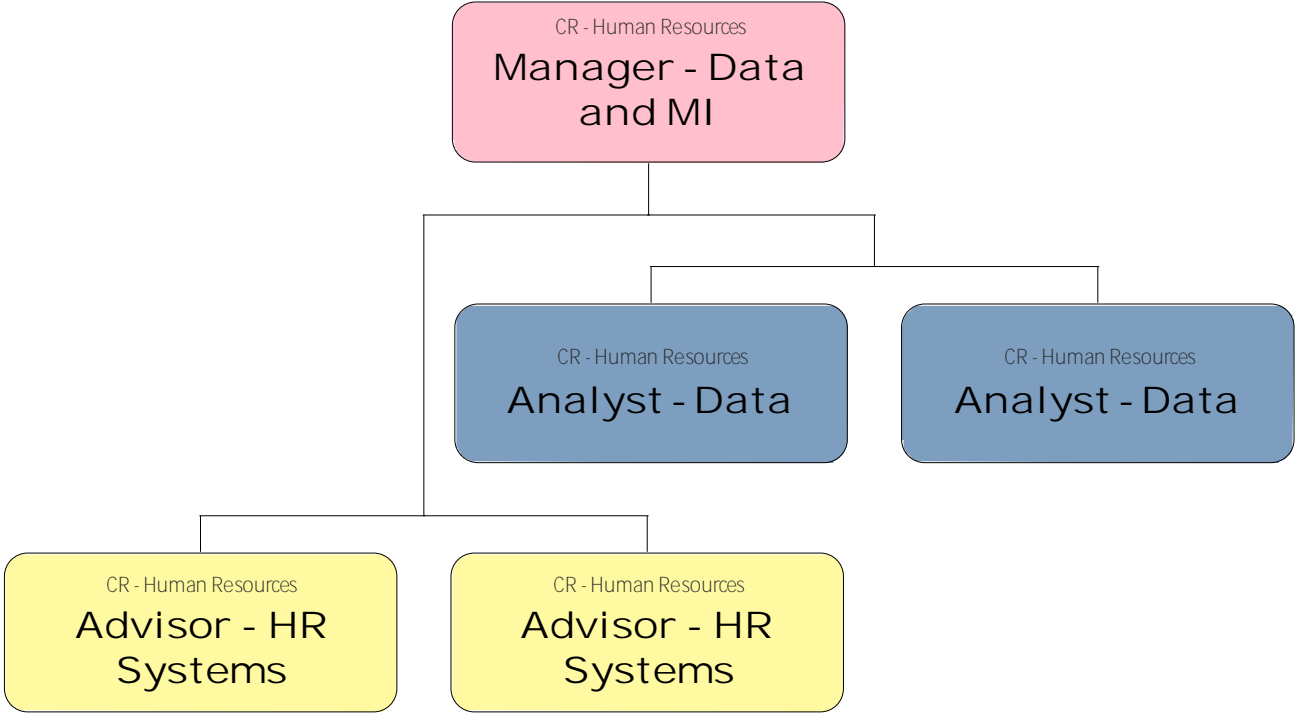 CR - Human Resources
Manager - Data
and MI
CR - Human Resources
Analyst - Data
CR - Human Resources
Analyst - Data
CR - Human Resources
Advisor - HR
Systems
CR - Human Resources
Advisor - HR
Systems